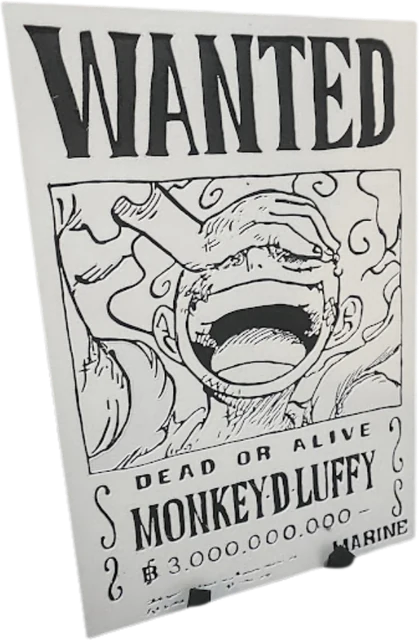 WANTED
DEAD OR ALIVE
MONKEY·D·LUFFY
฿ 3.000.000.000–
MARINE